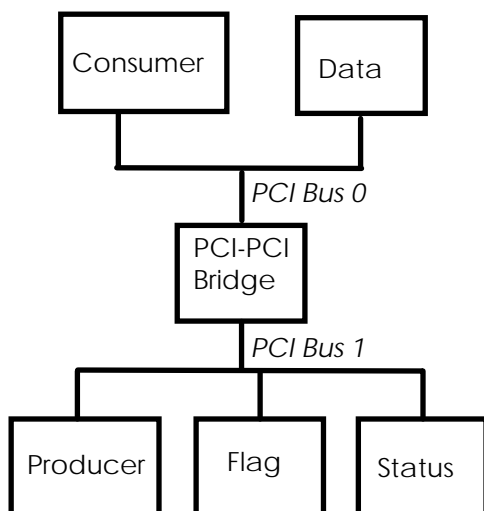 Consumer
Data
PCI Bus 0
PCI-PCI
Bridge
PCI Bus 1
Producer
Flag
Status